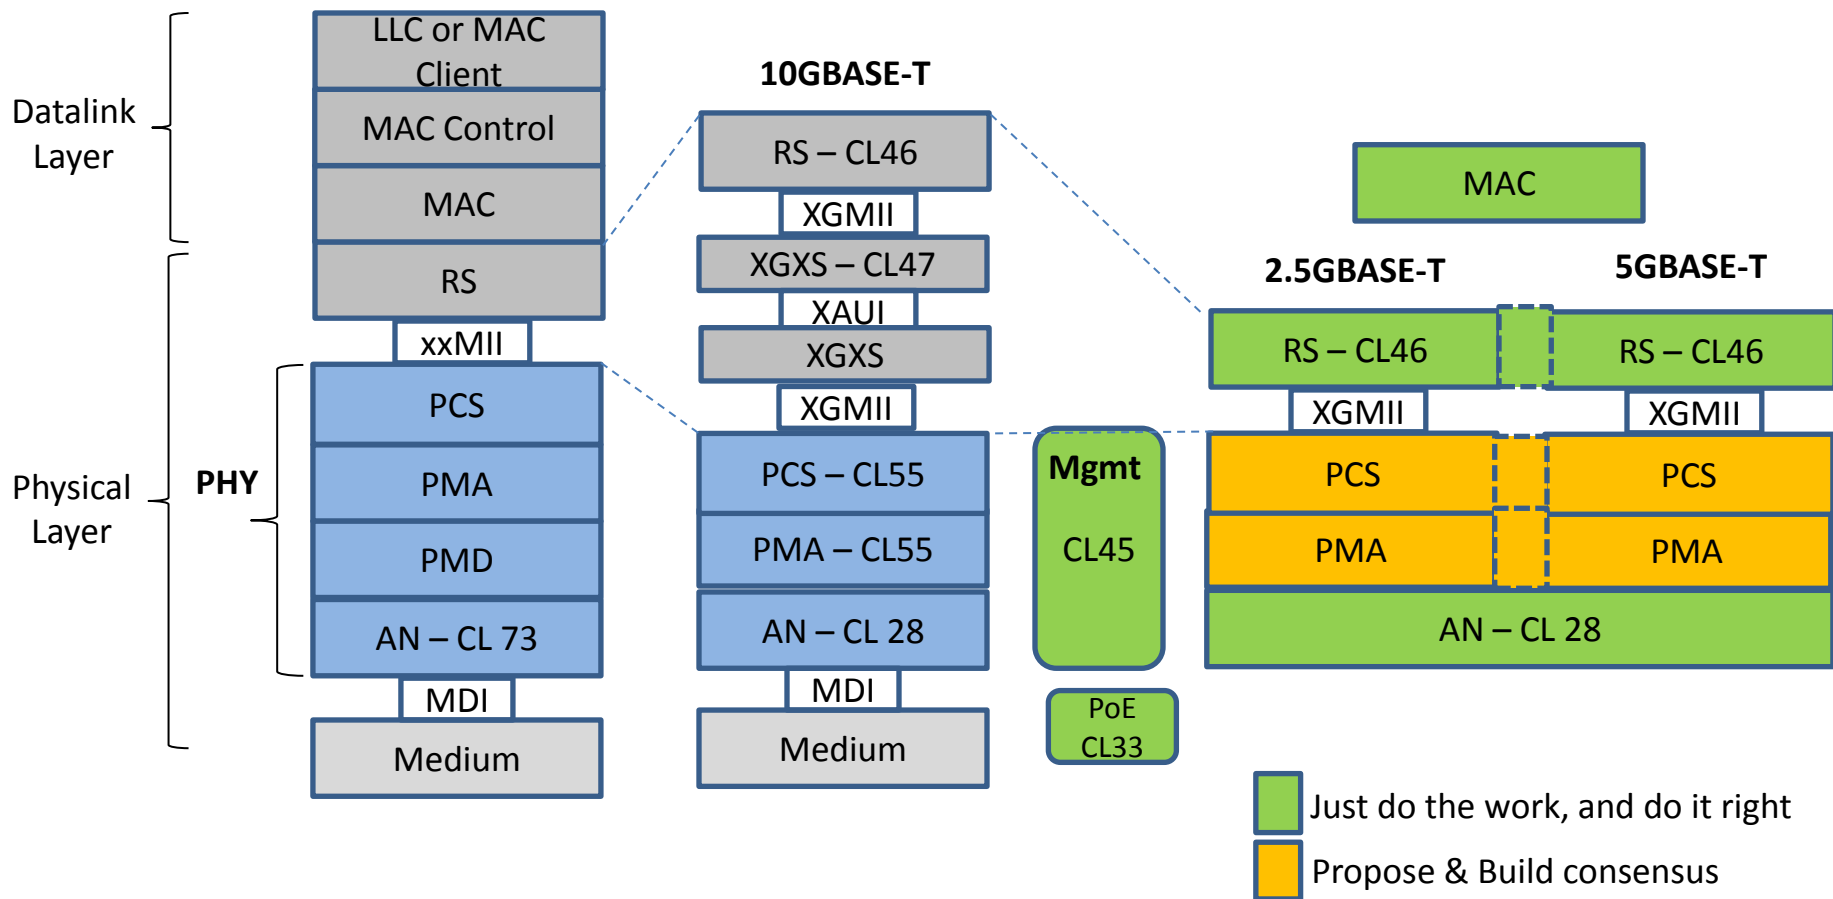 Datalink
Layer
Physical
Layer
PHY
LLC or MAC
Client
MAC Control
MAC
RS
xxMII
PCS
PMA
PMD
AN – CL 73
MDI
Medium
10GBASE-T
RS – CL46
XGMII
XGXS – CL47
XAUI
XGXS
XGMII
PCS – CL55
PMA – CL55
AN – CL 28
MDI
Medium
Mgmt
CL45
PoE
CL33
MAC
2.5GBASE-T
5GBASE-T
RS – CL46
RS – CL46
XGMII
XGMII
PCS
PCS
PMA
PMA
AN – CL 28
Just do the work, and do it right
Propose & Build consensus